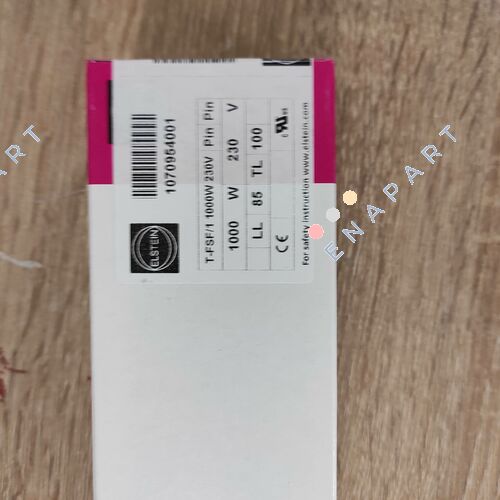 1070954001
ELSTEIN
T-FSF/1 1000W 230V Pin Pin
1000 W 230 V
LL 85 TL 100
CE
For safety instruction www.elstein.com
ENAPART
ENAPART